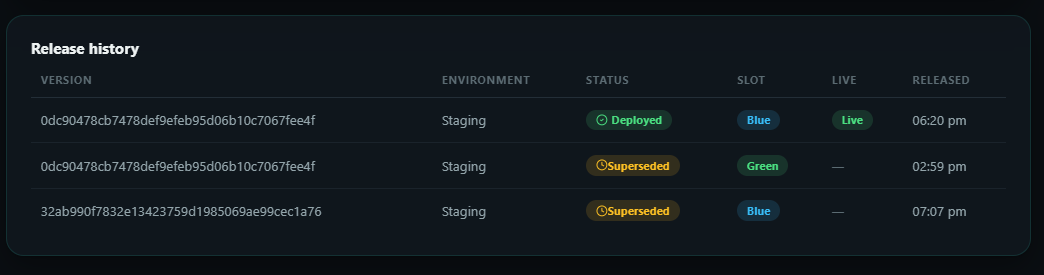 Release history
VERSION ENVIRONMENT STATUS SLOT LIVE RELEASED
0dc90478cb7478def9efeb95d06b10c7067fee4f Staging Deployed Blue Live 06:20 pm
0dc90478cb7478def9efeb95d06b10c7067fee4f Staging Superseded Green — 02:59 pm
32ab990f7832e13423759d1985069ae99cec1a76 Staging Superseded Blue — 07:07 pm